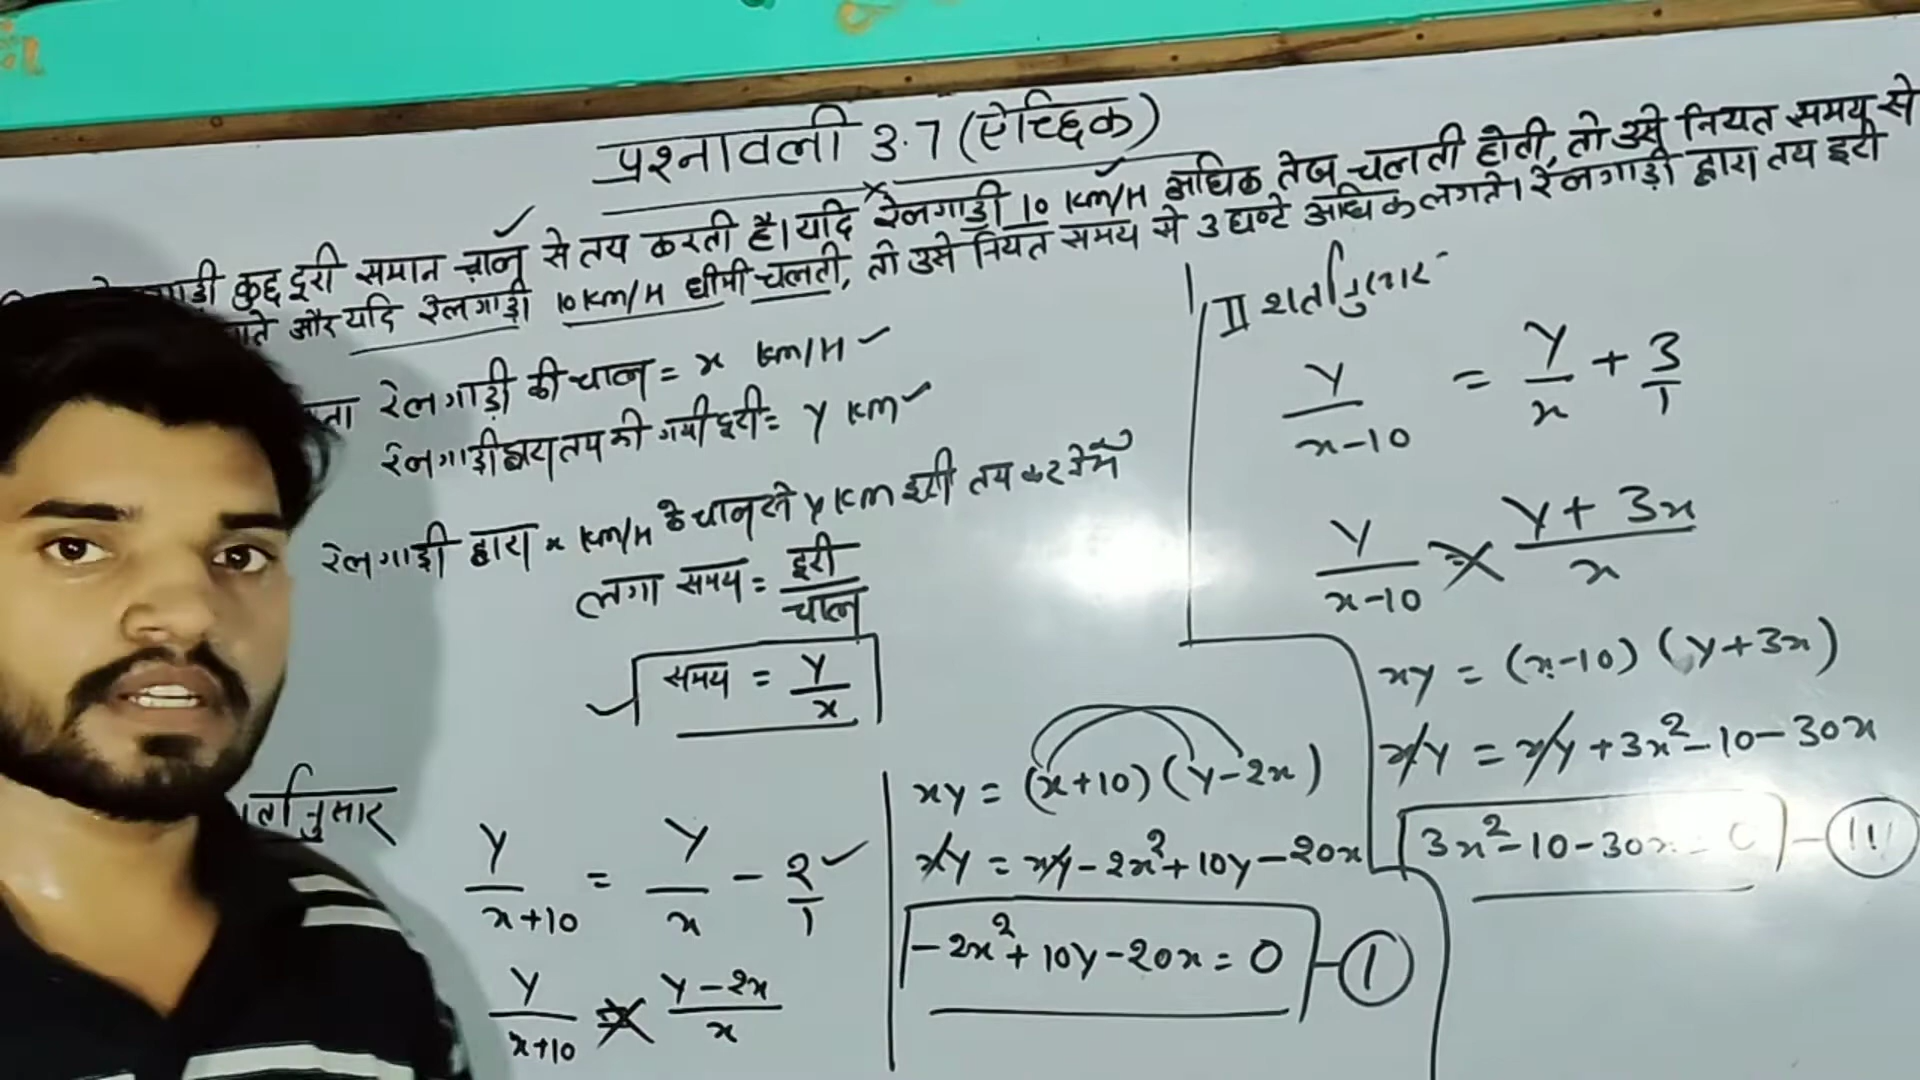 प्रश्नावली 3.7 (ऐच्छिक)
कुछ दूरी समान चाल से तय करती है। यदि रेलगाड़ी 10 km/H अधिक तेज चलती होती, तो उसे नियत समय से
और यदि रेलगाड़ी 10 km/H धीमी चलती, तो उसे नियत समय से 3 घण्टे अधिक लगते। रेलगाड़ी द्वारा तय दूरी
रेलगाड़ी की चाल = x km/H
रेलगाड़ी द्वारा तय की गयी दूरी = y km
रेलगाड़ी द्वारा x km/H के चाल से y km दूरी तय करने में
लगा समय = दूरी / चाल
समय = y / x
y / x+10 = y / x - 2 / 1
y / x+10 = y-2x / x
xy = (x+10) (y-2x)
xy = xy - 2x² + 10y - 20x
-2x² + 10y - 20x = 0 - I
II शर्तानुसार
y / x-10 = y / x + 3 / 1
y / x-10 = y + 3x / x
xy = (x-10) (y+3x)
xy = xy + 3x² - 10 - 30x
3x² - 10 - 30x = 0 - II